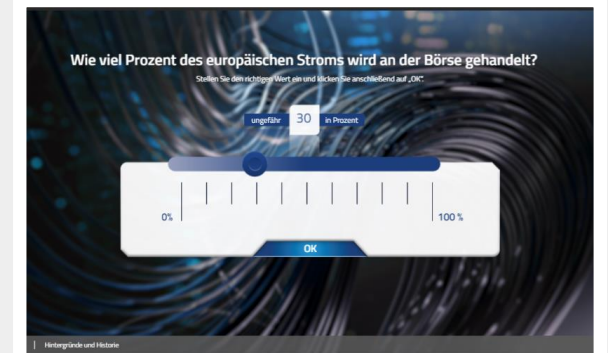 Wie viel Prozent des europäischen Stroms wird an der Börse gehandelt?
Stellen Sie den richtigen Wert ein und klicken Sie anschließend auf „OK“.
ungefähr 30 in Prozent
0% 100 %
OK
Hintergründe und Historie